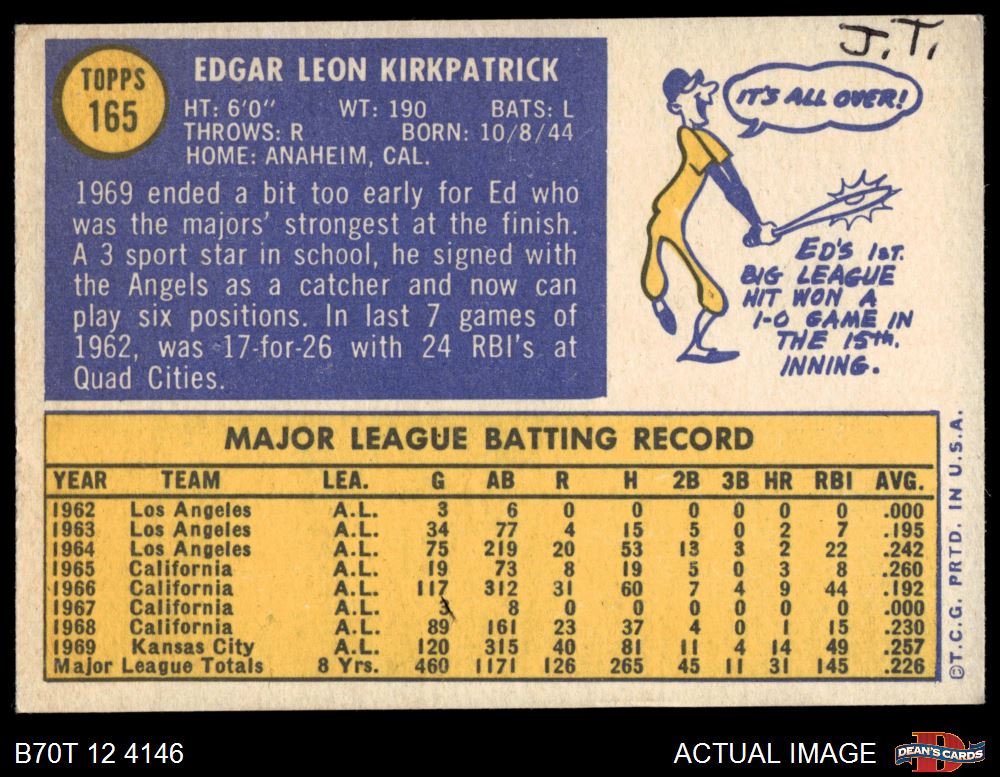 J.T.
TOPPS
165
EDGAR LEON KIRKPATRICK
HT: 6'0" WT: 190 BATS: L
THROWS: R BORN: 10/8/44
HOME: ANAHEIM, CAL.
1969 ended a bit too early for Ed who
was the majors' strongest at the finish.
A 3 sport star in school, he signed with
the Angels as a catcher and now can
play six positions. In last 7 games of
1962, was 17-for-26 with 24 RBI's at
Quad Cities.
IT'S ALL OVER!
ED'S 1ST.
BIG LEAGUE
HIT WON A
1-0 GAME IN
THE 15th.
INNING.
MAJOR LEAGUE BATTING RECORD
YEAR TEAM LEA. G AB R H 2B 3B HR RBI AVG.
1962 Los Angeles A.L. 3 6 0 0 0 0 0 0 .000
1963 Los Angeles A.L. 34 77 4 15 5 0 2 7 .195
1964 Los Angeles A.L. 75 219 20 53 13 3 2 22 .242
1965 California A.L. 19 73 8 19 5 0 3 8 .260
1966 California A.L. 117 312 31 60 7 4 9 44 .192
1967 California A.L. 3 8 0 0 0 0 0 0 .000
1968 California A.L. 89 161 23 37 4 0 1 15 .230
1969 Kansas City A.L. 120 315 40 81 11 4 14 49 .257
Major League Totals 8 Yrs. 460 1171 126 265 45 11 31 145 .226
©T.C.G. PRTD. IN U.S.A.
B70T 12 4146
ACTUAL IMAGE
DEAN'S CARDS